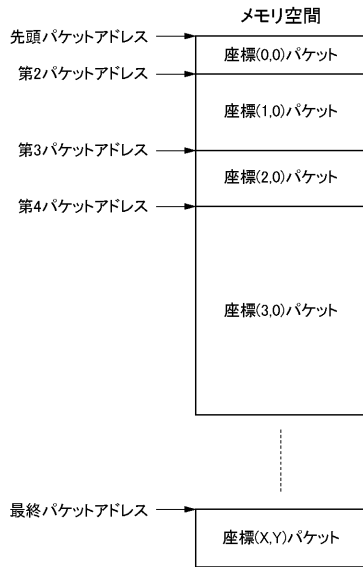 メモリ空間
先頭パケットアドレス
座標(0,0)パケット
第2パケットアドレス
座標(1,0)パケット
第3パケットアドレス
座標(2,0)パケット
第4パケットアドレス
座標(3,0)パケット
最終パケットアドレス
座標(X,Y)パケット